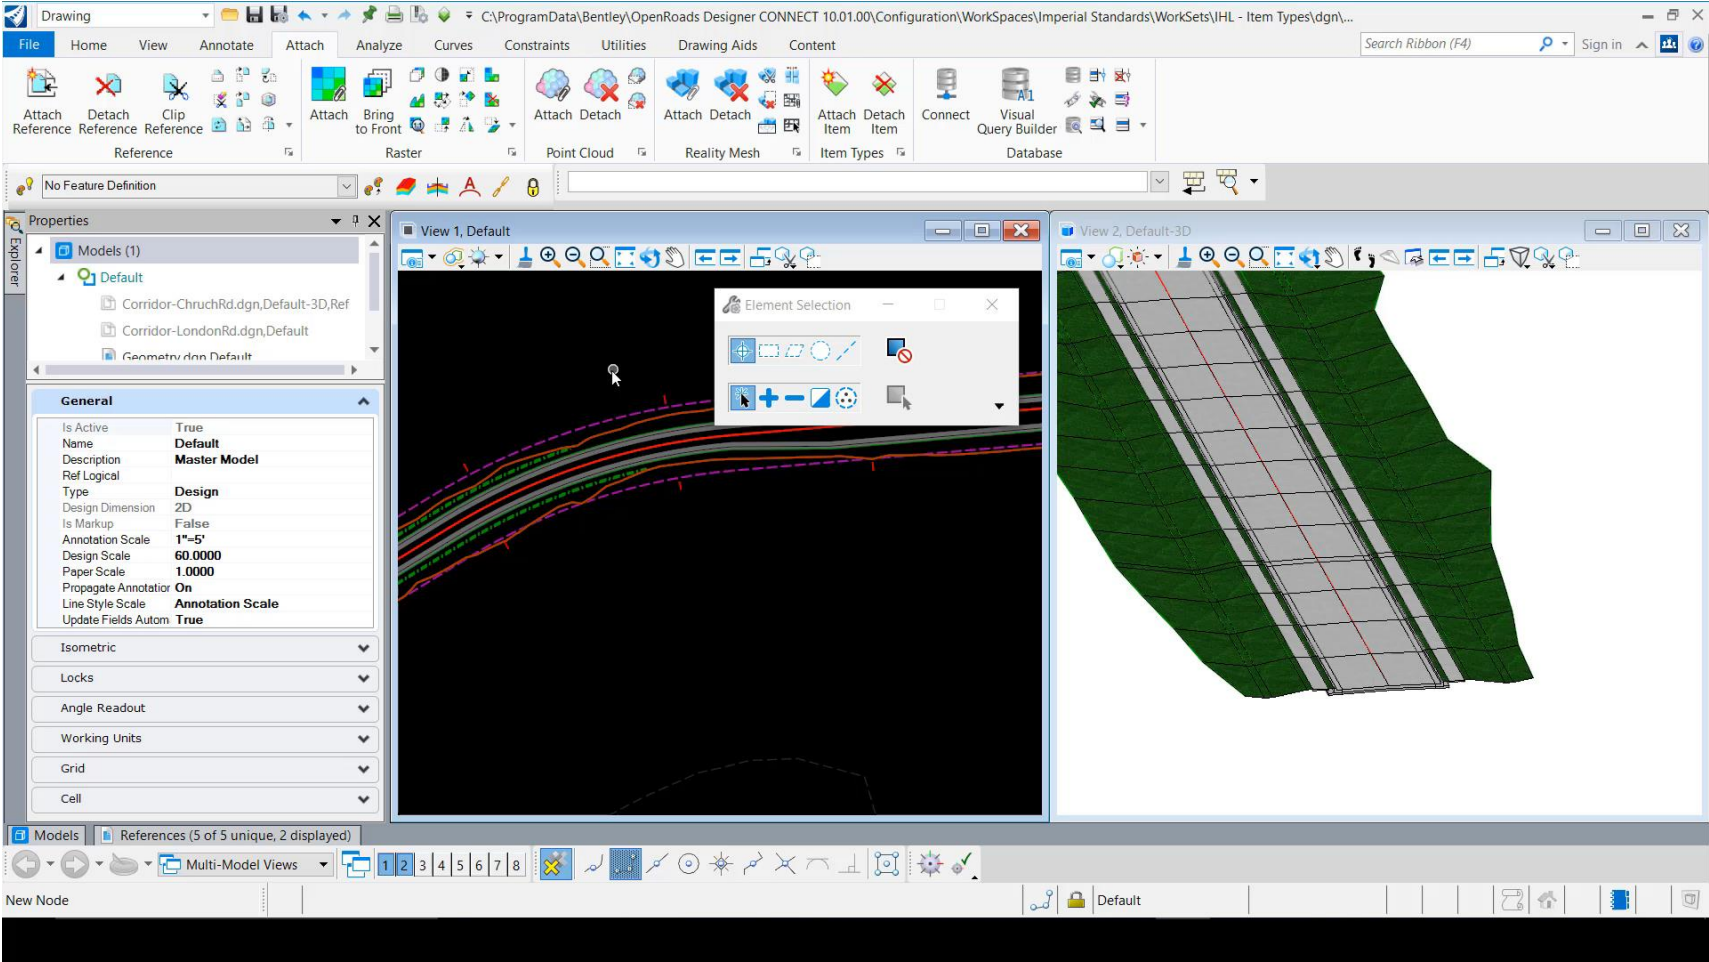 Drawing
C:\ProgramData\Bentley\OpenRoads Designer CONNECT 10.01.00\Configuration\WorkSpaces\Imperial Standards\WorkSets\IHL - Item Types\dgn\...
File Home View Annotate Attach Analyze Curves Constraints Utilities Drawing Aids Content
Search Ribbon (F4)
Sign in
Attach Reference
Detach Reference
Clip Reference
Attach
Bring to Front
Attach Detach
Attach Detach
Attach Item
Detach Item
Connect
Visual Query Builder
Reference Raster Point Cloud Reality Mesh Item Types Database
No Feature Definition
Explorer
Properties
Models (1)
Default
Corridor-ChruchRd.dgn,Default-3D,Ref
Corridor-LondonRd.dgn,Default
Geometry.dgn,Default
General
Is Active True
Name Default
Description Master Model
Ref Logical
Type Design
Design Dimension 2D
Is Markup False
Annotation Scale 1"=5'
Design Scale 60.0000
Paper Scale 1.0000
Propagate Annotation On
Line Style Scale Annotation Scale
Update Fields Autom True
Isometric
Locks
Angle Readout
Working Units
Grid
Cell
View 1, Default
Element Selection
View 2, Default-3D
Models References (5 of 5 unique, 2 displayed)
Multi-Model Views
1 2 3 4 5 6 7 8
New Node
Default